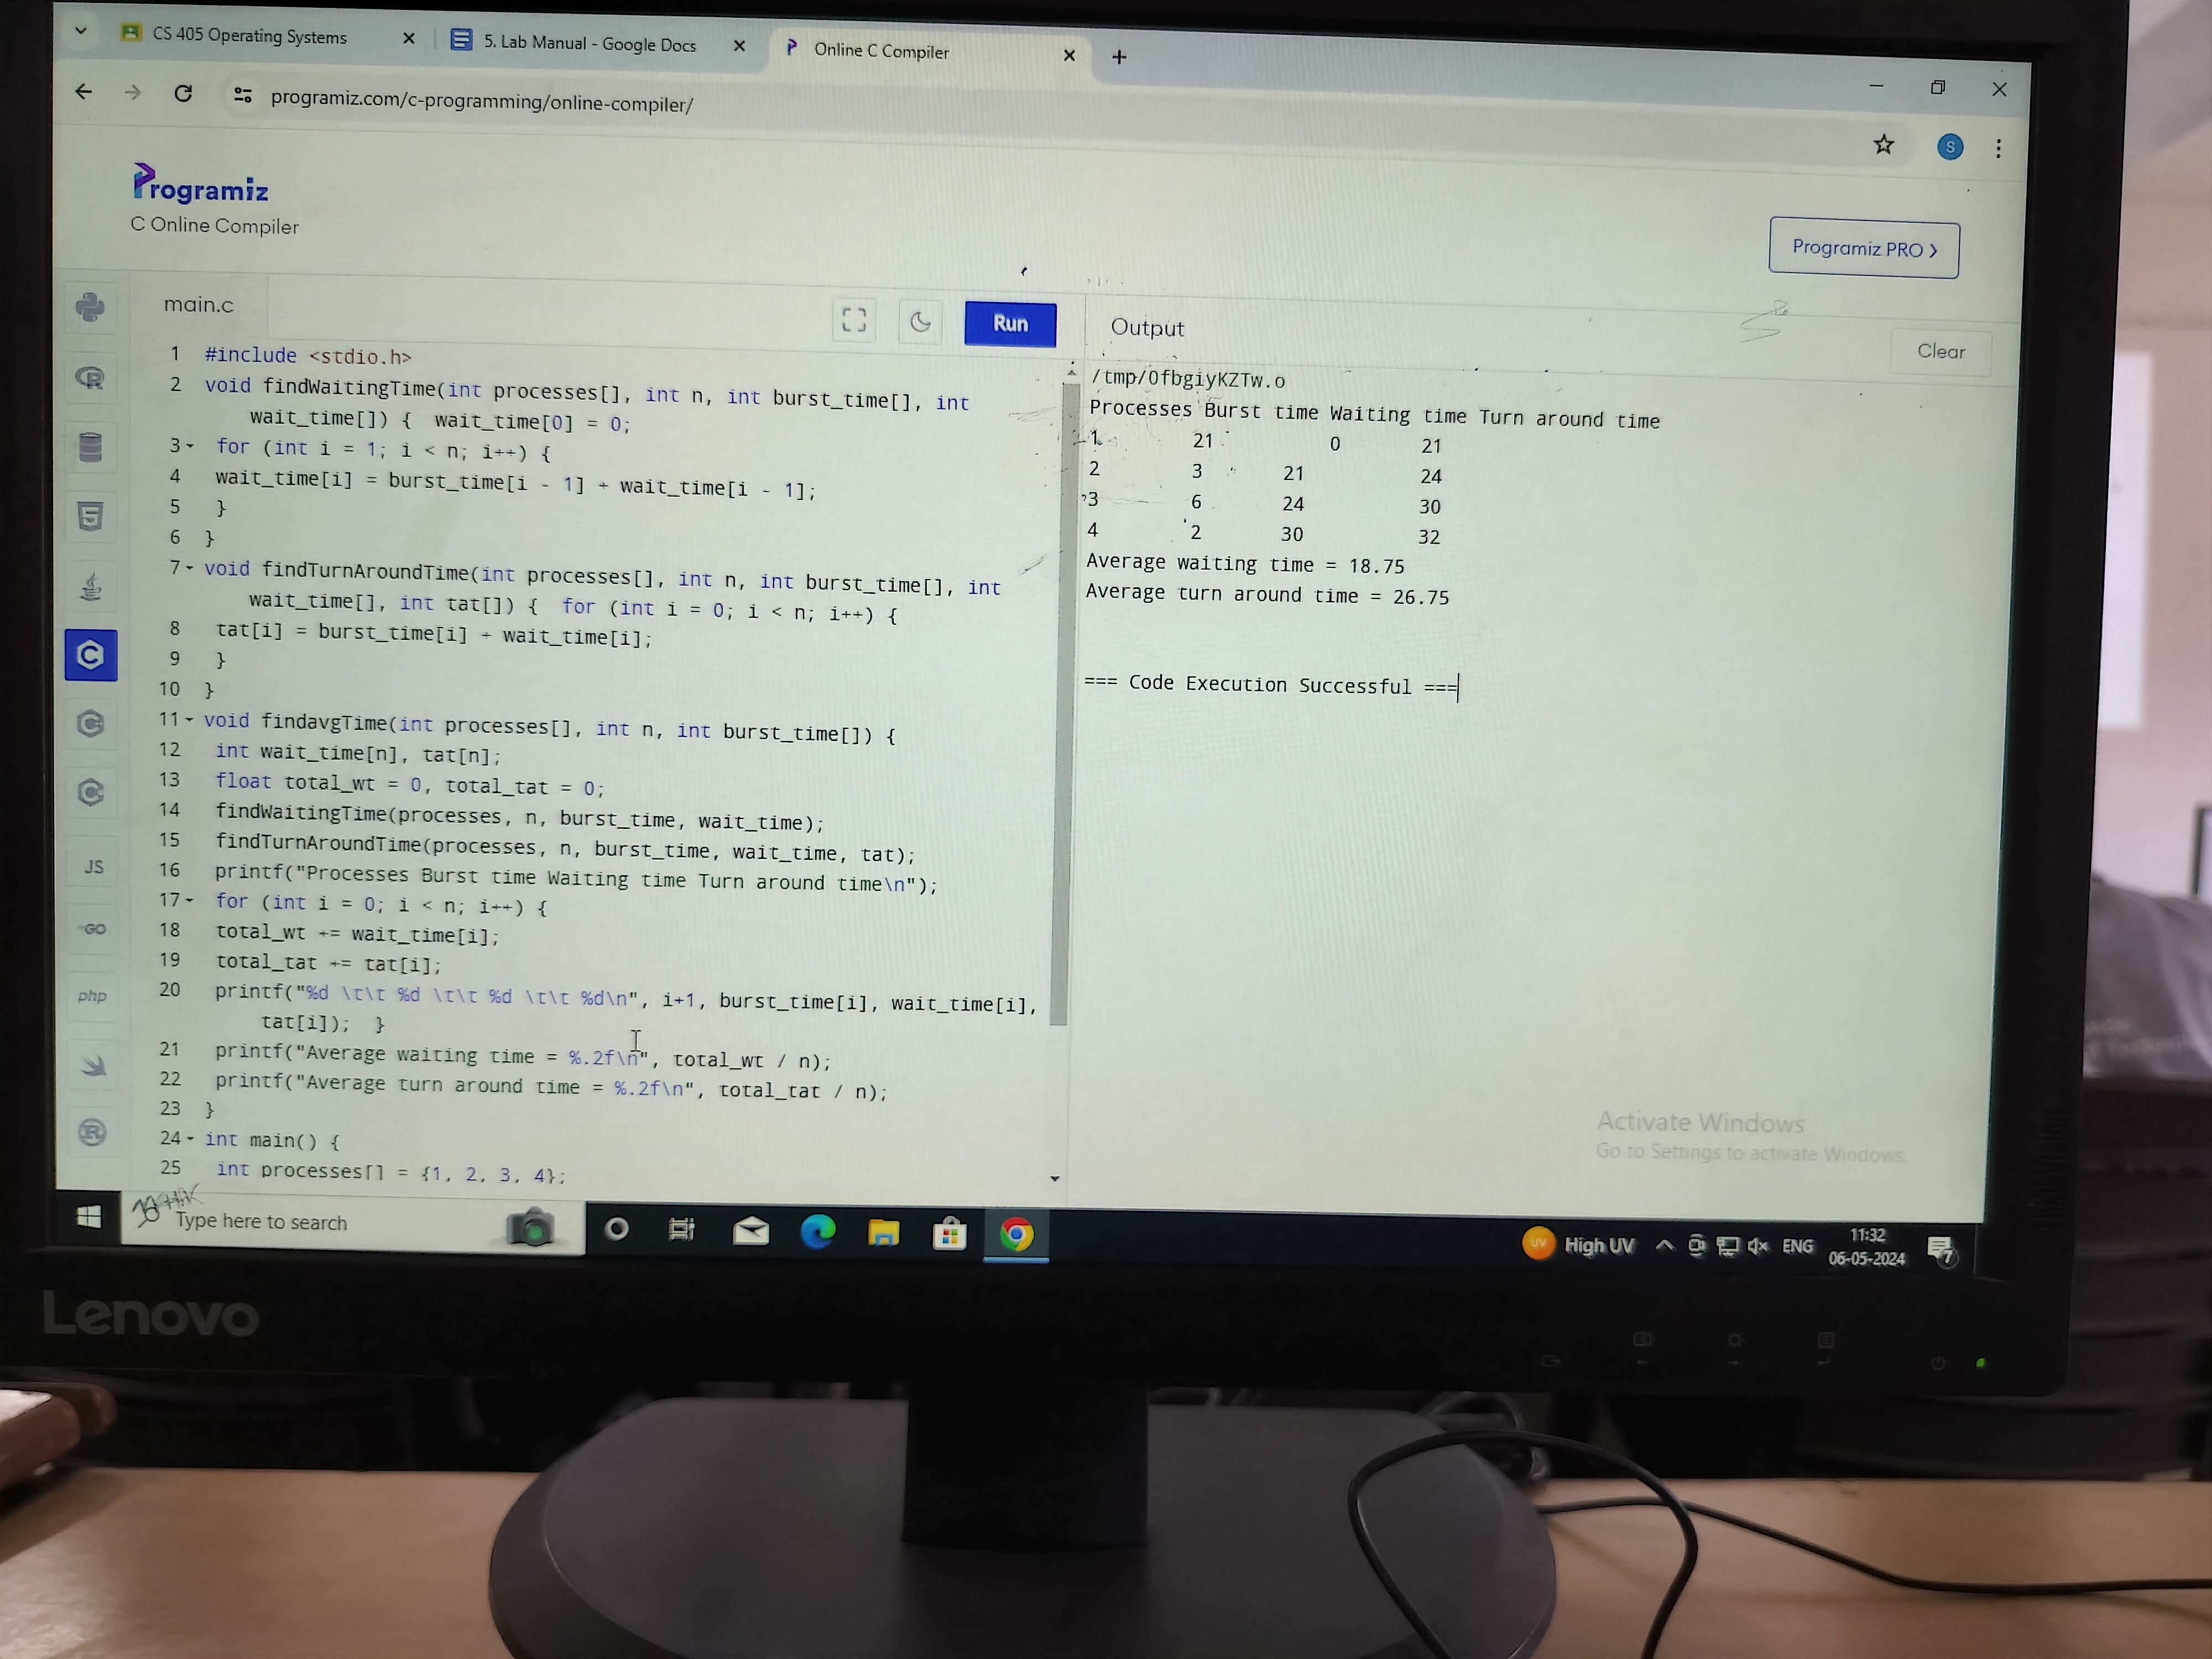 CS 405 Operating Systems
5. Lab Manual - Google Docs
Online C Compiler
programiz.com/c-programming/online-compiler/
S
Programiz
C Online Compiler
Programiz PRO
main.c
Run
Output
Clear
1 #include <stdio.h>
2 void findWaitingTime(int processes[], int n, int burst_time[], int
wait_time[]) {  wait_time[0] = 0;
3 for (int i = 1; i < n; i++) {
4 wait_time[i] = burst_time[i - 1] + wait_time[i - 1];
5 }
6 }
7 void findTurnAroundTime(int processes[], int n, int burst_time[], int
wait_time[], int tat[]) {  for (int i = 0; i < n; i++) {
8 tat[i] = burst_time[i] + wait_time[i];
9 }
10 }
11 void findavgTime(int processes[], int n, int burst_time[]) {
12 int wait_time[n], tat[n];
13 float total_wt = 0, total_tat = 0;
14 findWaitingTime(processes, n, burst_time, wait_time);
15 findTurnAroundTime(processes, n, burst_time, wait_time, tat);
16 printf("Processes Burst time Waiting time Turn around time\n");
17 for (int i = 0; i < n; i++) {
18 total_wt += wait_time[i];
19 total_tat += tat[i];
20 printf("%d \t\t %d \t\t %d \t\t %d\n", i+1, burst_time[i], wait_time[i],
tat[i]);  }
21 printf("Average waiting time = %.2f\n", total_wt / n);
22 printf("Average turn around time = %.2f\n", total_tat / n);
23 }
24 int main() {
25 int processes[] = {1, 2, 3, 4};
/tmp/0fbgiyKZTw.o
Processes Burst time Waiting time Turn around time
1 21 0 21
2 3 21 24
3 6 24 30
4 2 30 32
Average waiting time = 18.75
Average turn around time = 26.75
=== Code Execution Successful ===
JS
GO
php
Activate Windows
Go to Settings to activate Windows.
Type here to search
UV
High UV
ENG
11:32
06-05-2024
7
Lenovo